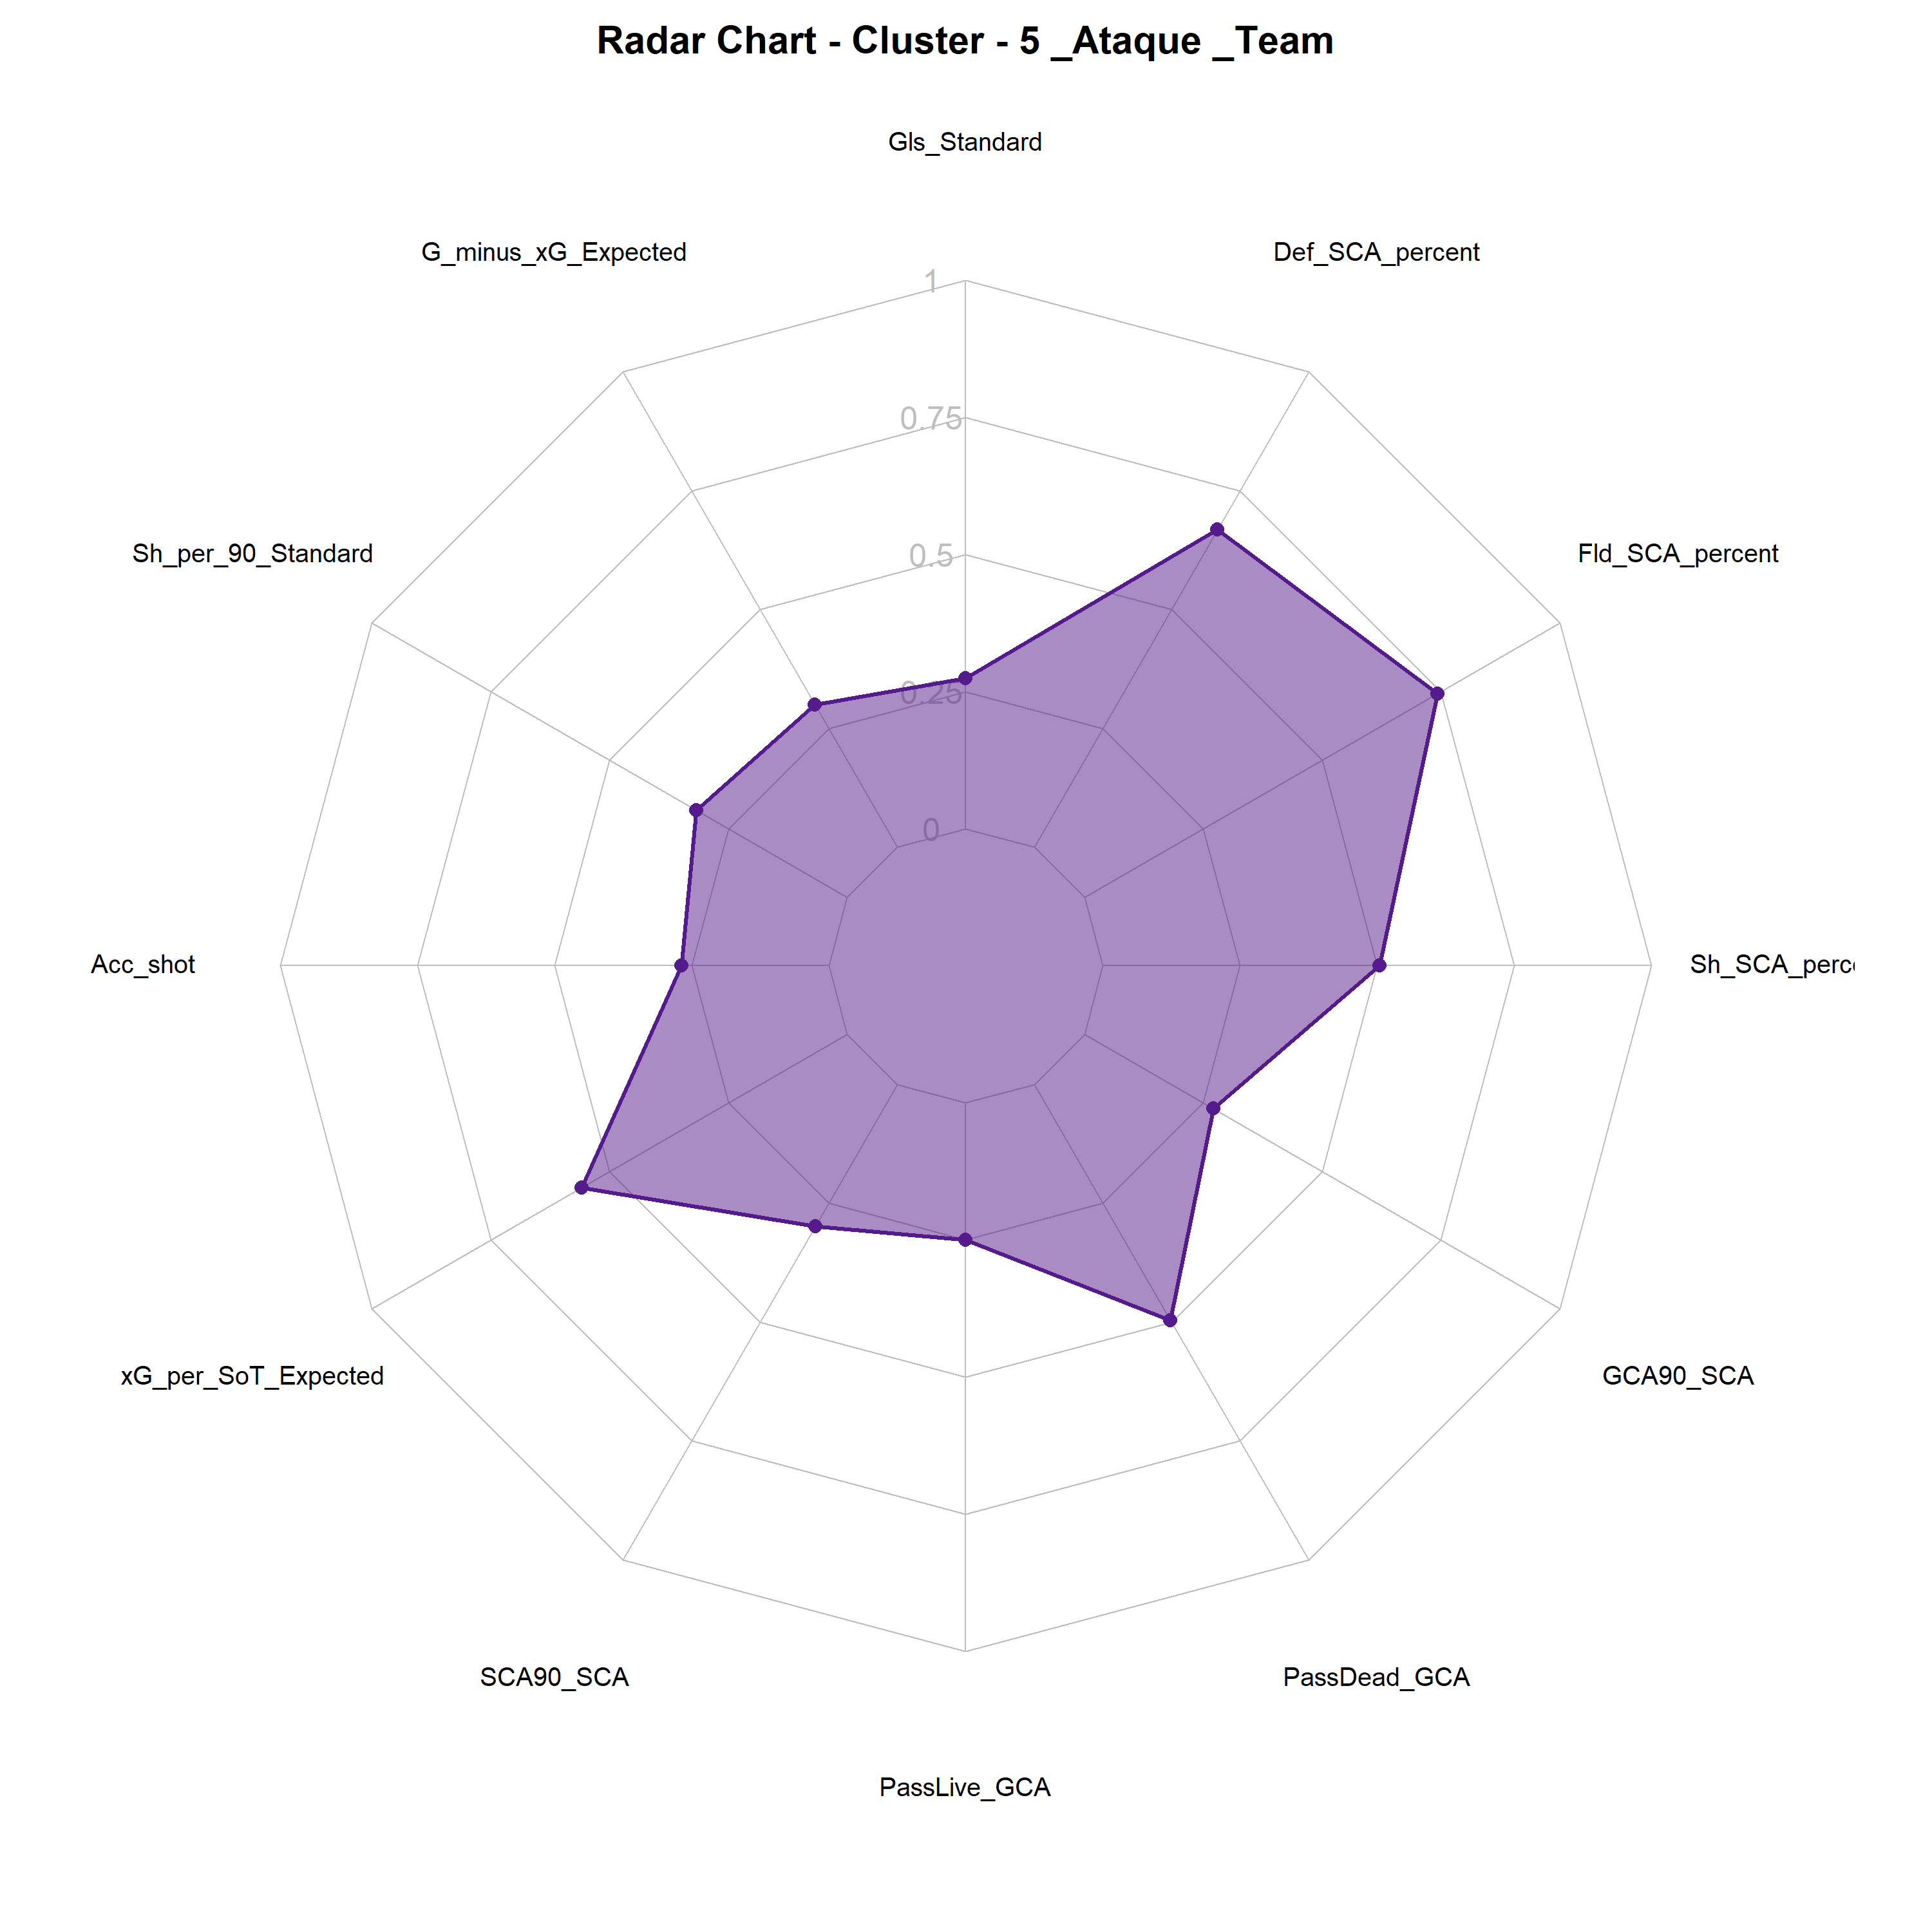 Radar Chart - Cluster - 5 _Ataque _Team
Gls_Standard
G_minus_xG_Expected
Def_SCA_percent
1
0.75
Sh_per_90_Standard
0.5
Fld_SCA_percent
0.25
0
Acc_shot
Sh_SCA_perc
xG_per_SoT_Expected
GCA90_SCA
SCA90_SCA
PassDead_GCA
PassLive_GCA